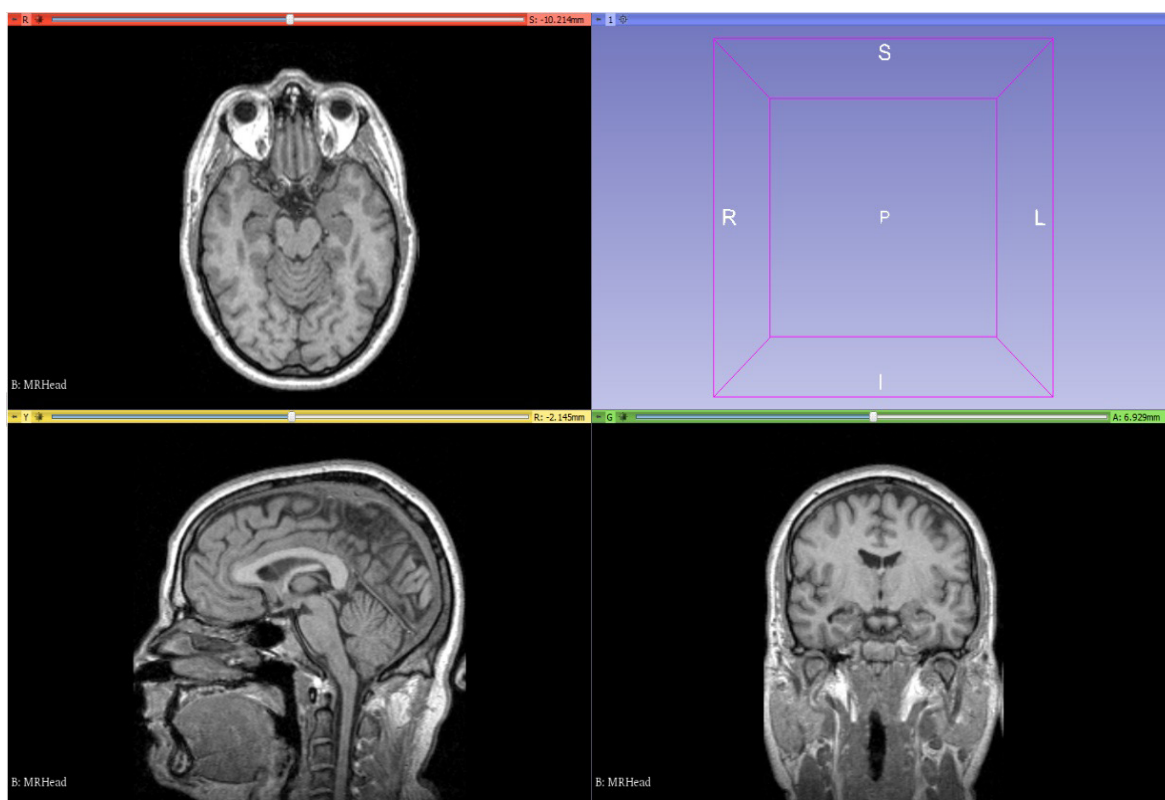 R S: -10.214mm
1
S
R P L
I
B: MRHead
Y R: -2.145mm
G A: 6.929mm
B: MRHead
B: MRHead